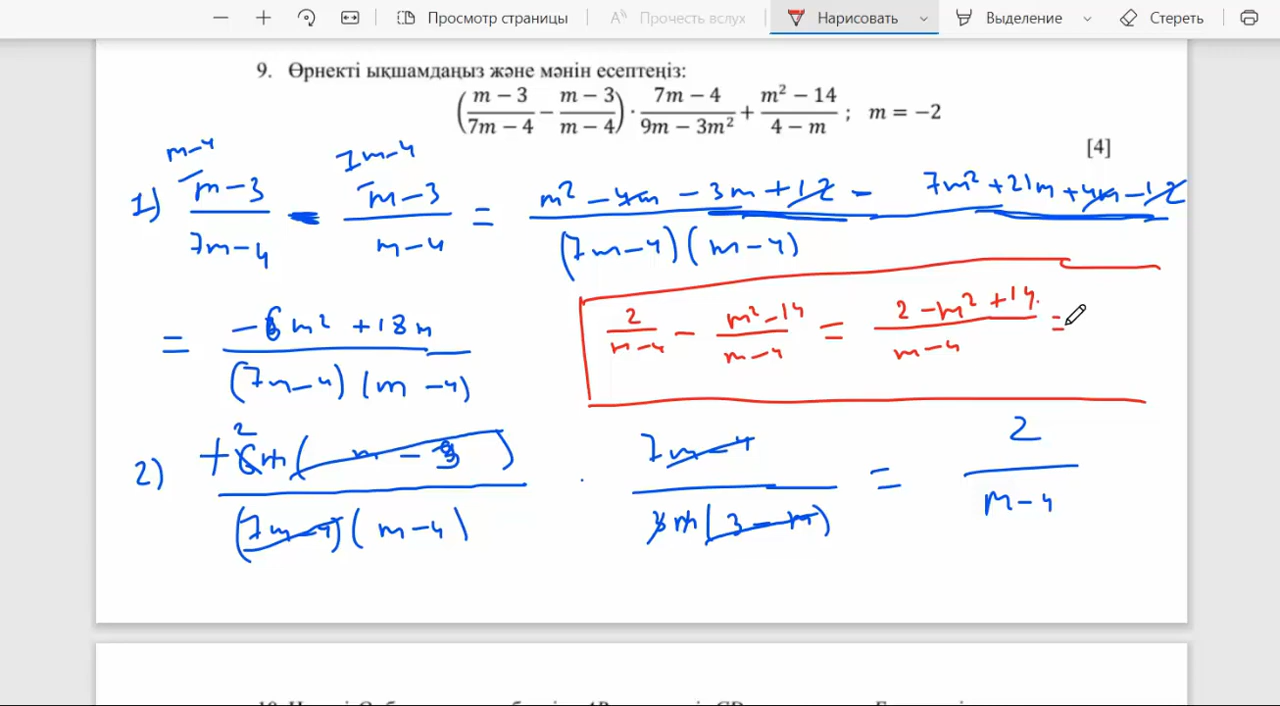 Просмотр страницы Прочесть вслух Нарисовать Выделение Стереть
9. Өрнекті ықшамдаңыз және мәнін есептеңіз:
(m − 3 / 7m − 4 − m − 3 / m − 4) · 7m − 4 / 9m − 3m² + m² − 14 / 4 − m ; m = −2
[4]
m-4 7m-4
1) m-3 / 7m-4 - m-3 / m-4 = m² - 4m - 3m + 12 - 7m² + 21m + 4m - 12 / (7m-4)(m-4)
= -6m² + 18m / (7m-4)(m-4)
2 / m-4 - m²-14 / m-4 = 2 - m² + 14 / m-4 =
2) +6m(m-3) / (7m-4)(m-4) · 7m-4 / 3m(3-m) = 2 / m-4
2